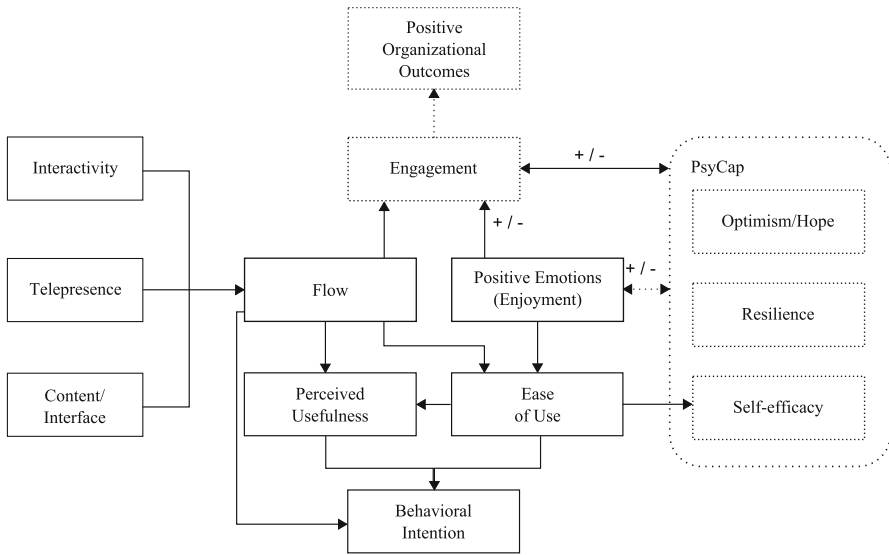 Positive
Organizational
Outcomes
Interactivity
Engagement
+ / -
PsyCap
Optimism/Hope
+ / -
Telepresence
Flow
Positive Emotions
(Enjoyment)
+ / -
Resilience
Content/
Interface
Perceived
Usefulness
Ease
of Use
Self-efficacy
Behavioral
Intention